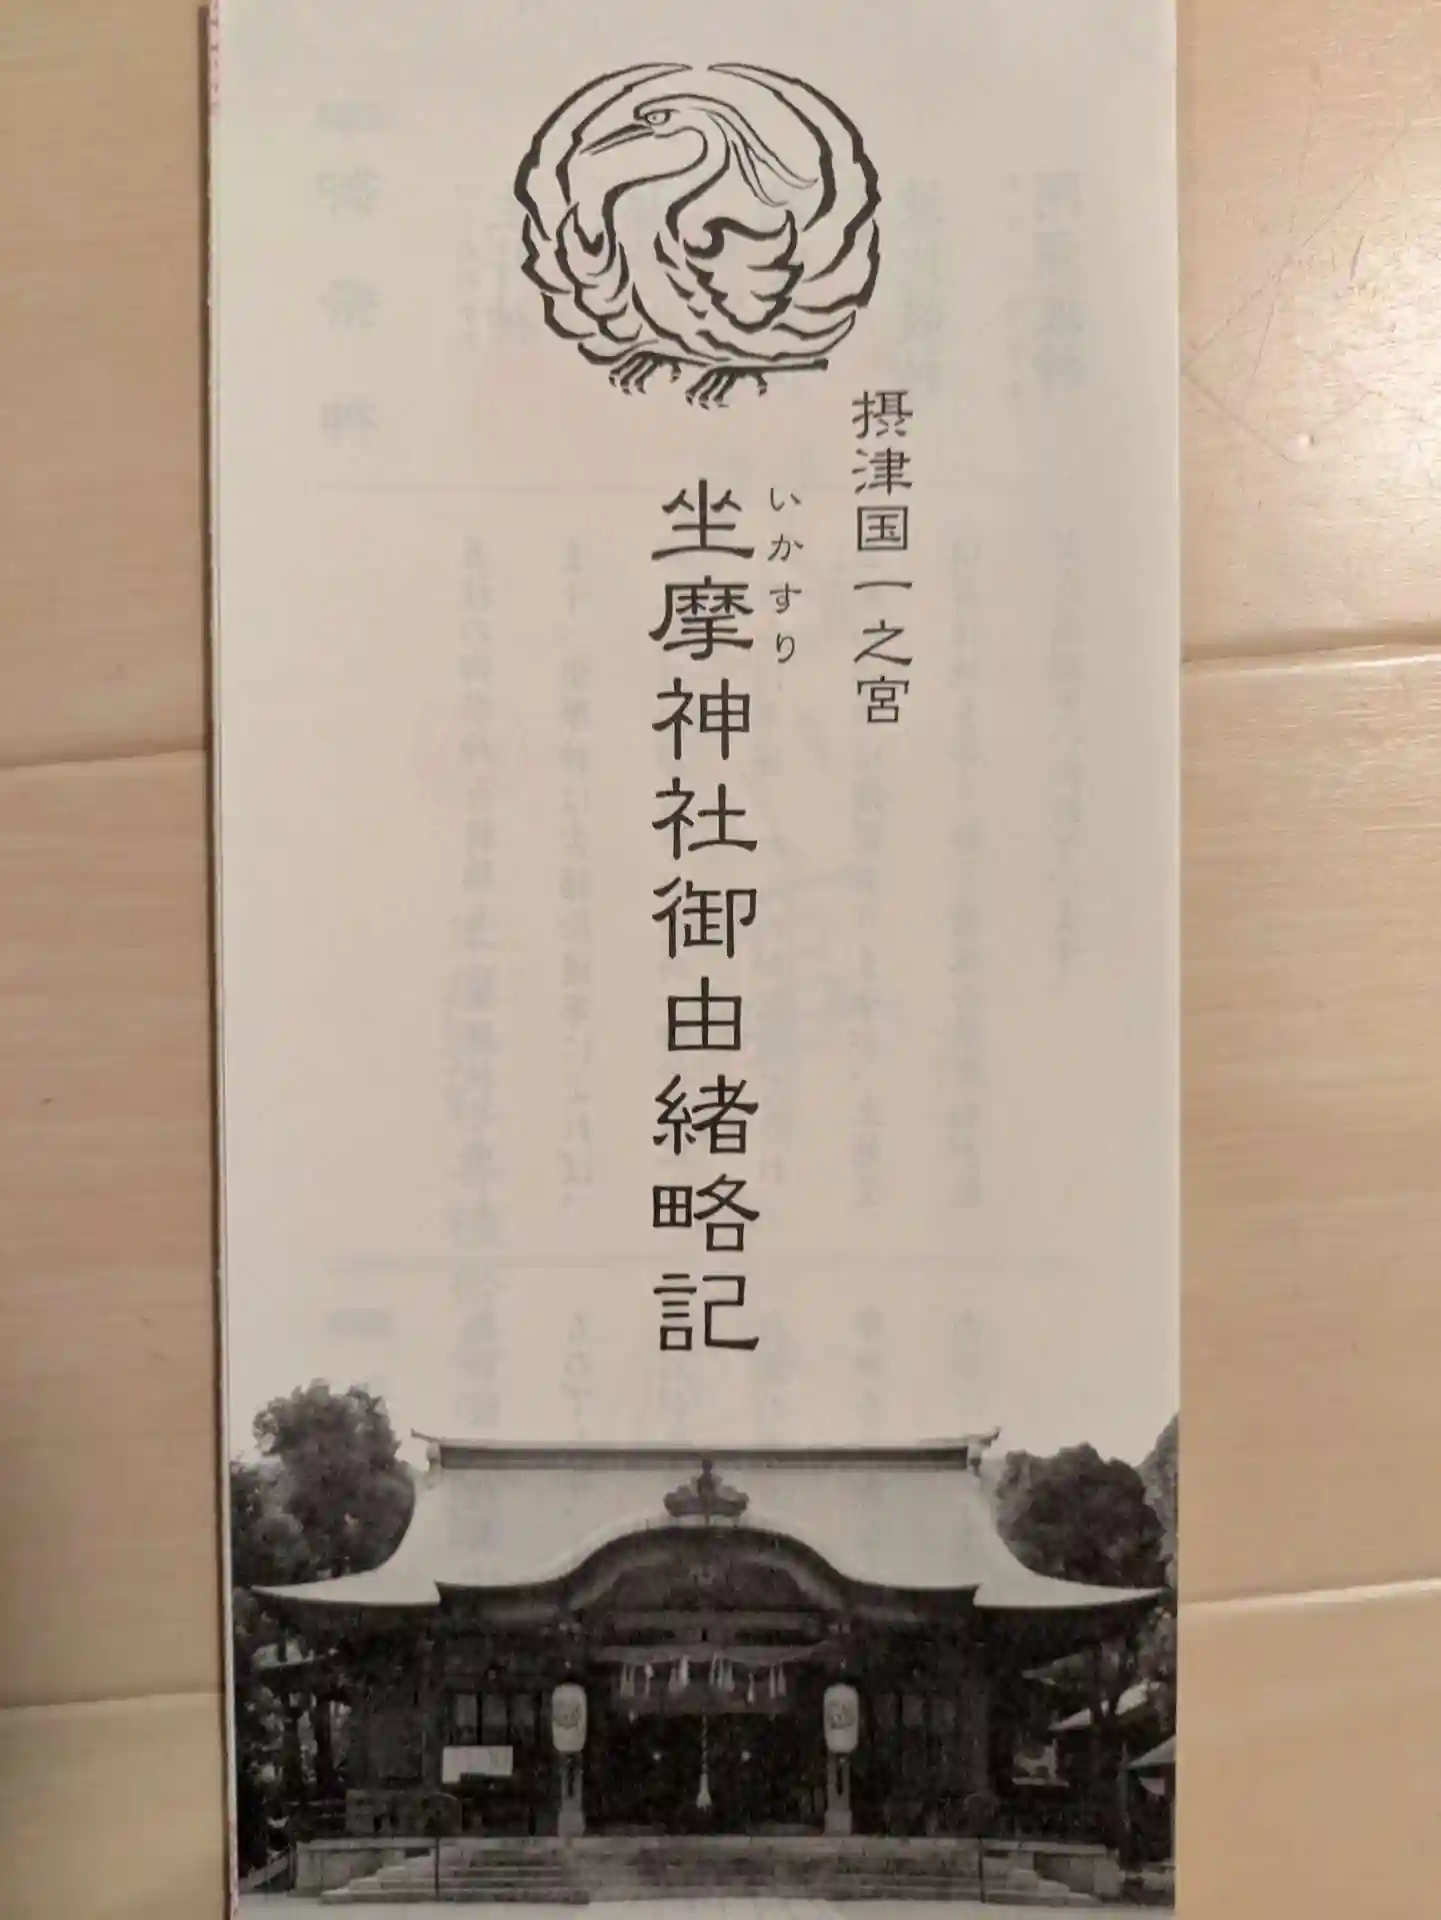 摂津国一之宮
いかすり
坐摩神社御由緒略記